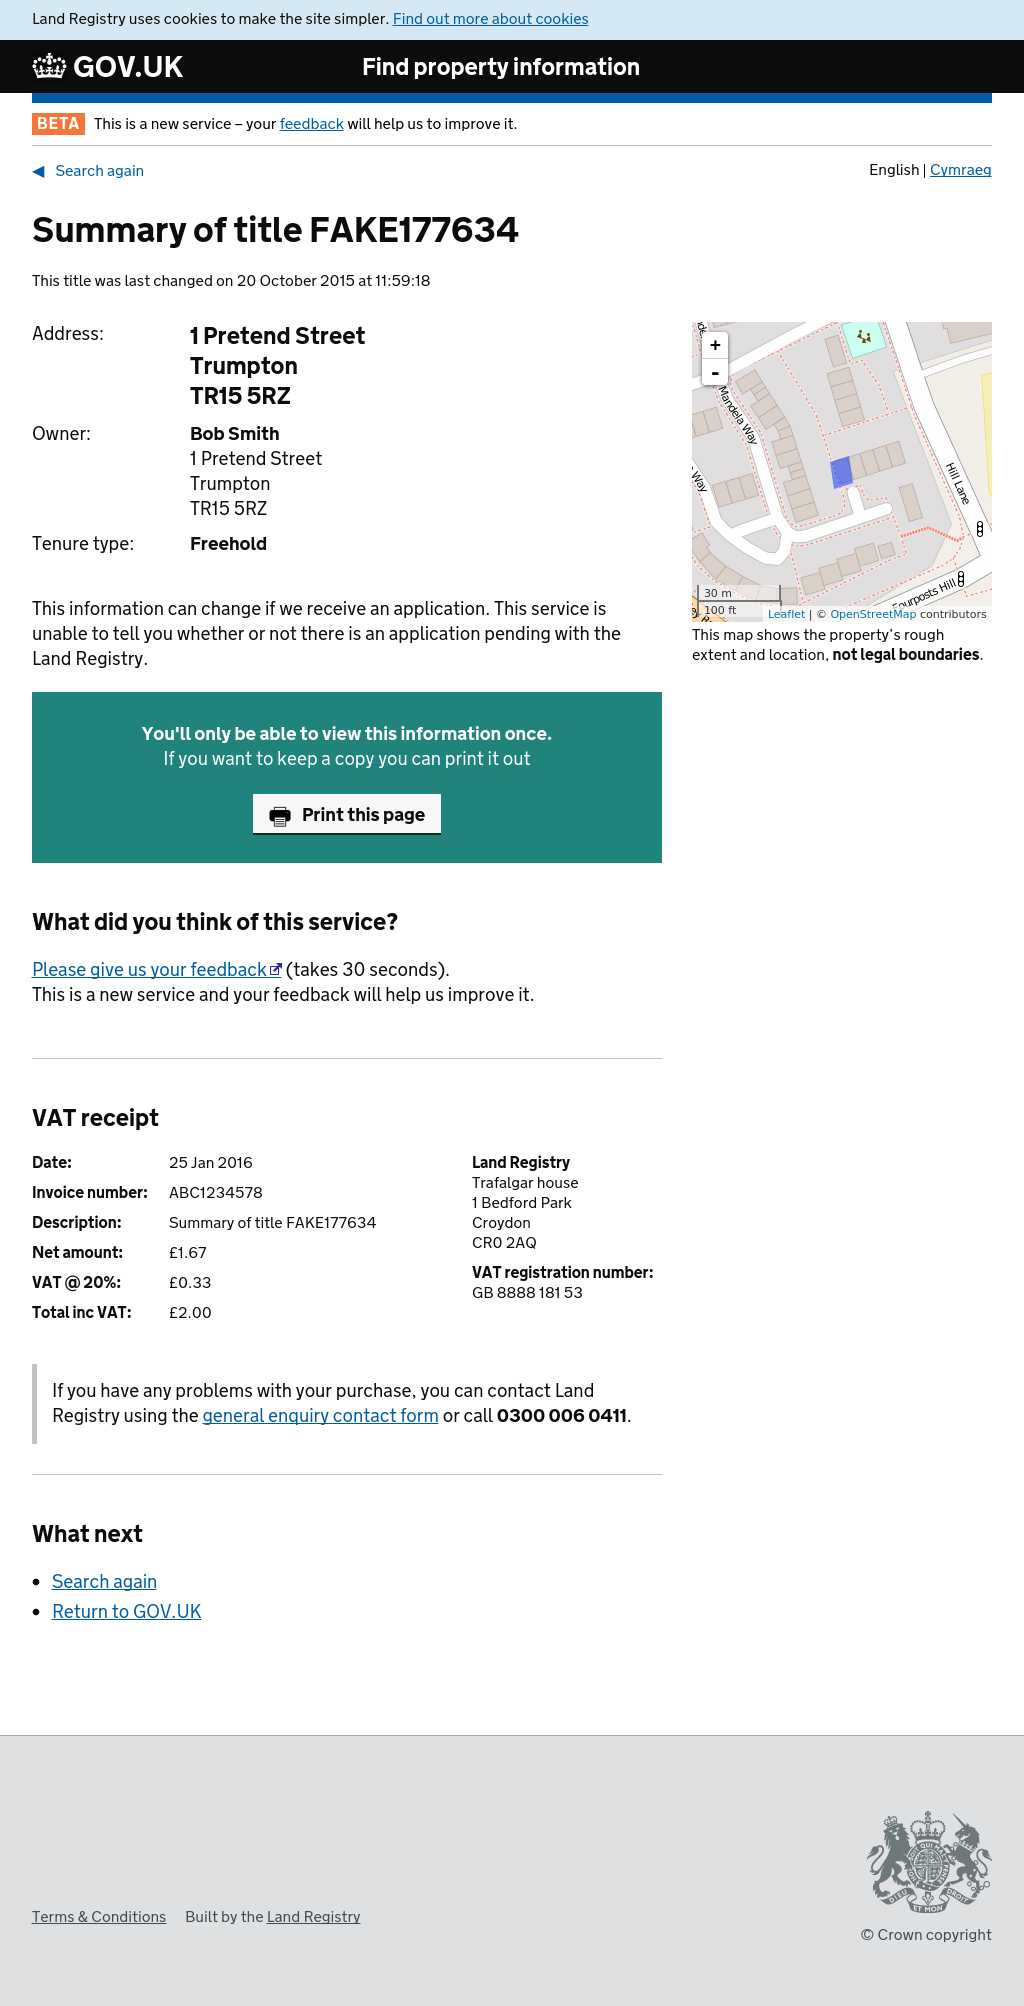 Land Registry uses cookies to make the site simpler. Find out more about cookies
GOV.UK
Find property information
BETA This is a new service – your feedback will help us to improve it.
◀ Search again
English | Cymraeg
Summary of title FAKE177634
This title was last changed on 20 October 2015 at 11:59:18
Address:
1 Pretend Street
Trumpton
TR15 5RZ
Owner:
Bob Smith
1 Pretend Street
Trumpton
TR15 5RZ
Tenure type:
Freehold
+
-
Mandela Way
Way
Hill Lane
Fourposts Hill
30 m
100 ft
Leaflet | © OpenStreetMap contributors
This map shows the property's rough
extent and location, not legal boundaries.
This information can change if we receive an application. This service is
unable to tell you whether or not there is an application pending with the
Land Registry.
You'll only be able to view this information once.
If you want to keep a copy you can print it out
Print this page
What did you think of this service?
Please give us your feedback (takes 30 seconds).
This is a new service and your feedback will help us improve it.
VAT receipt
Date: 25 Jan 2016
Invoice number: ABC1234578
Description: Summary of title FAKE177634
Net amount: £1.67
VAT @ 20%: £0.33
Total inc VAT: £2.00
Land Registry
Trafalgar house
1 Bedford Park
Croydon
CR0 2AQ
VAT registration number:
GB 8888 181 53
If you have any problems with your purchase, you can contact Land
Registry using the general enquiry contact form or call 0300 006 0411.
What next
• Search again
• Return to GOV.UK
Terms & Conditions Built by the Land Registry
© Crown copyright